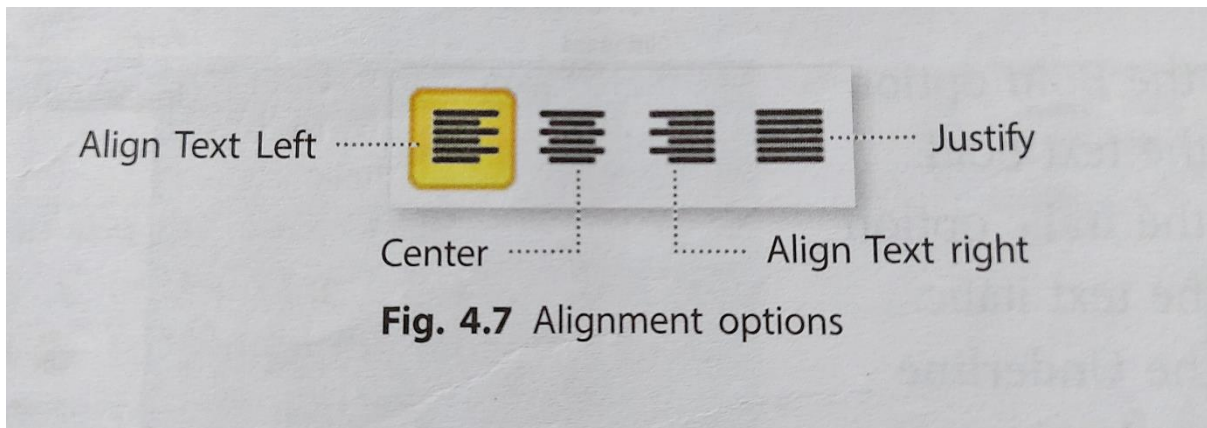 Align Text Left
Justify
Center
Align Text right
Fig. 4.7 Alignment options